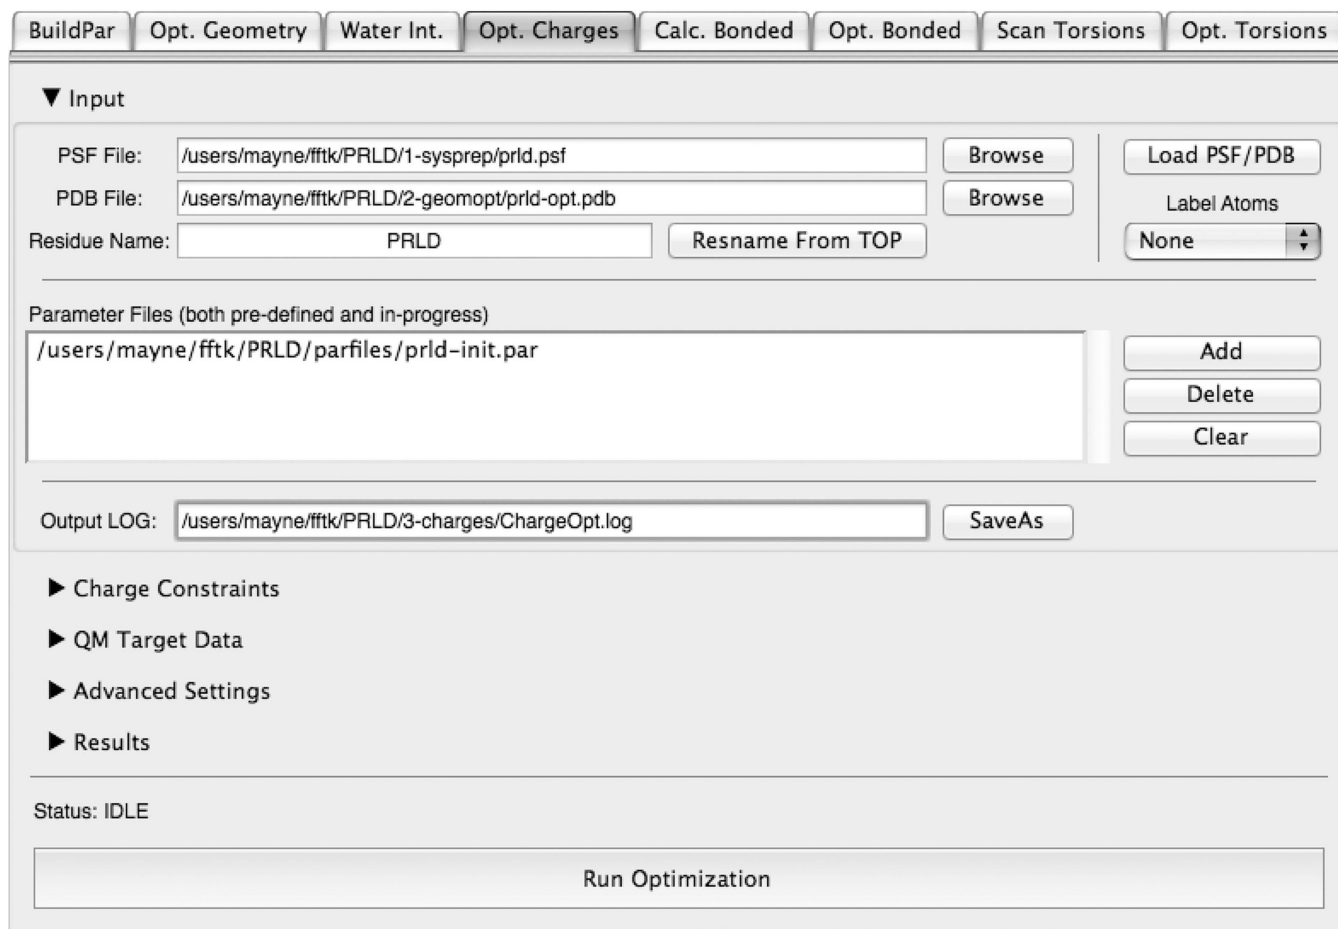 BuildPar Opt. Geometry Water Int. Opt. Charges Calc. Bonded Opt. Bonded Scan Torsions Opt. Torsions
Input
PSF File: /users/mayne/fftk/PRLD/1-sysprep/prld.psf Browse Load PSF/PDB
PDB File: /users/mayne/fftk/PRLD/2-geomopt/prld-opt.pdb Browse Label Atoms
Residue Name: PRLD Resname From TOP None
Parameter Files (both pre-defined and in-progress)
/users/mayne/fftk/PRLD/parfiles/prld-init.par Add
Delete
Clear
Output LOG: /users/mayne/fftk/PRLD/3-charges/ChargeOpt.log SaveAs
Charge Constraints
QM Target Data
Advanced Settings
Results
Status: IDLE
Run Optimization